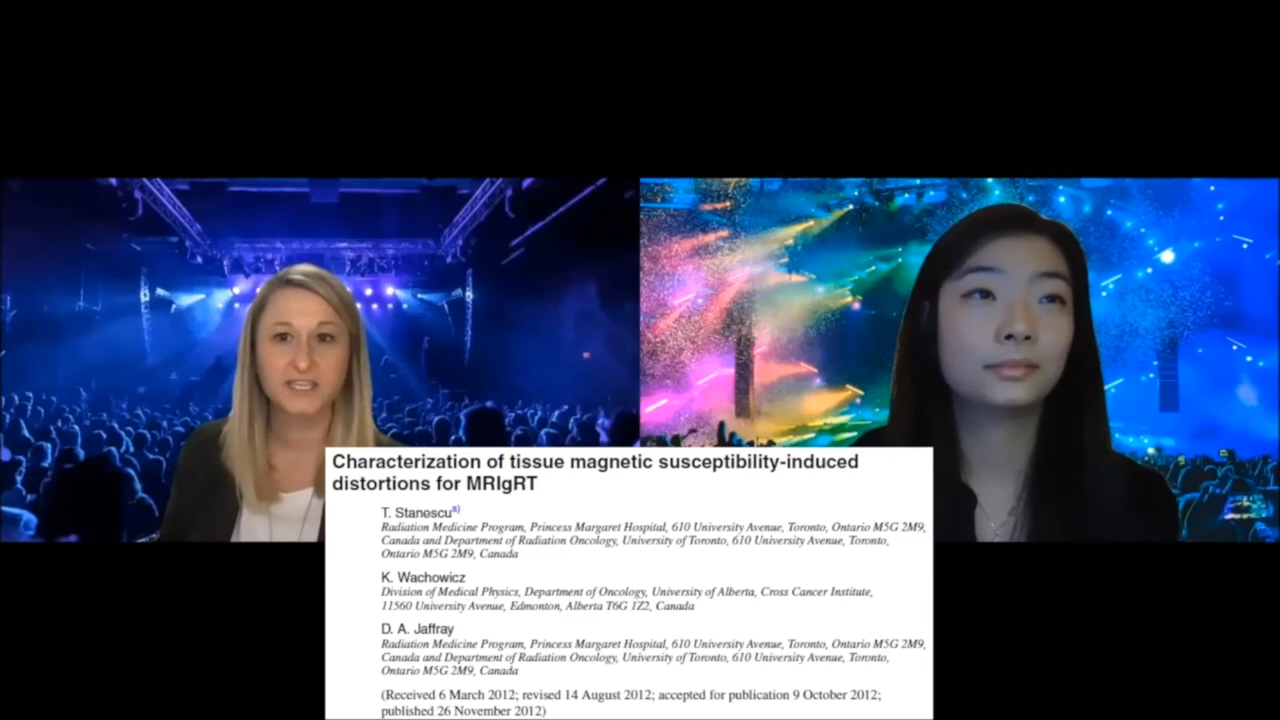 Characterization of tissue magnetic susceptibility-induced
distortions for MRIgRT
T. Stanescu a)
Radiation Medicine Program, Princess Margaret Hospital, 610 University Avenue, Toronto, Ontario M5G 2M9,
Canada and Department of Radiation Oncology, University of Toronto, 610 University Avenue, Toronto,
Ontario M5G 2M9, Canada
K. Wachowicz
Division of Medical Physics, Department of Oncology, University of Alberta, Cross Cancer Institute,
11560 University Avenue, Edmonton, Alberta T6G 1Z2, Canada
D. A. Jaffray
Radiation Medicine Program, Princess Margaret Hospital, 610 University Avenue, Toronto, Ontario M5G 2M9,
Canada and Department of Radiation Oncology, University of Toronto, 610 University Avenue, Toronto,
Ontario M5G 2M9, Canada
(Received 6 March 2012; revised 14 August 2012; accepted for publication 9 October 2012;
published 26 November 2012)